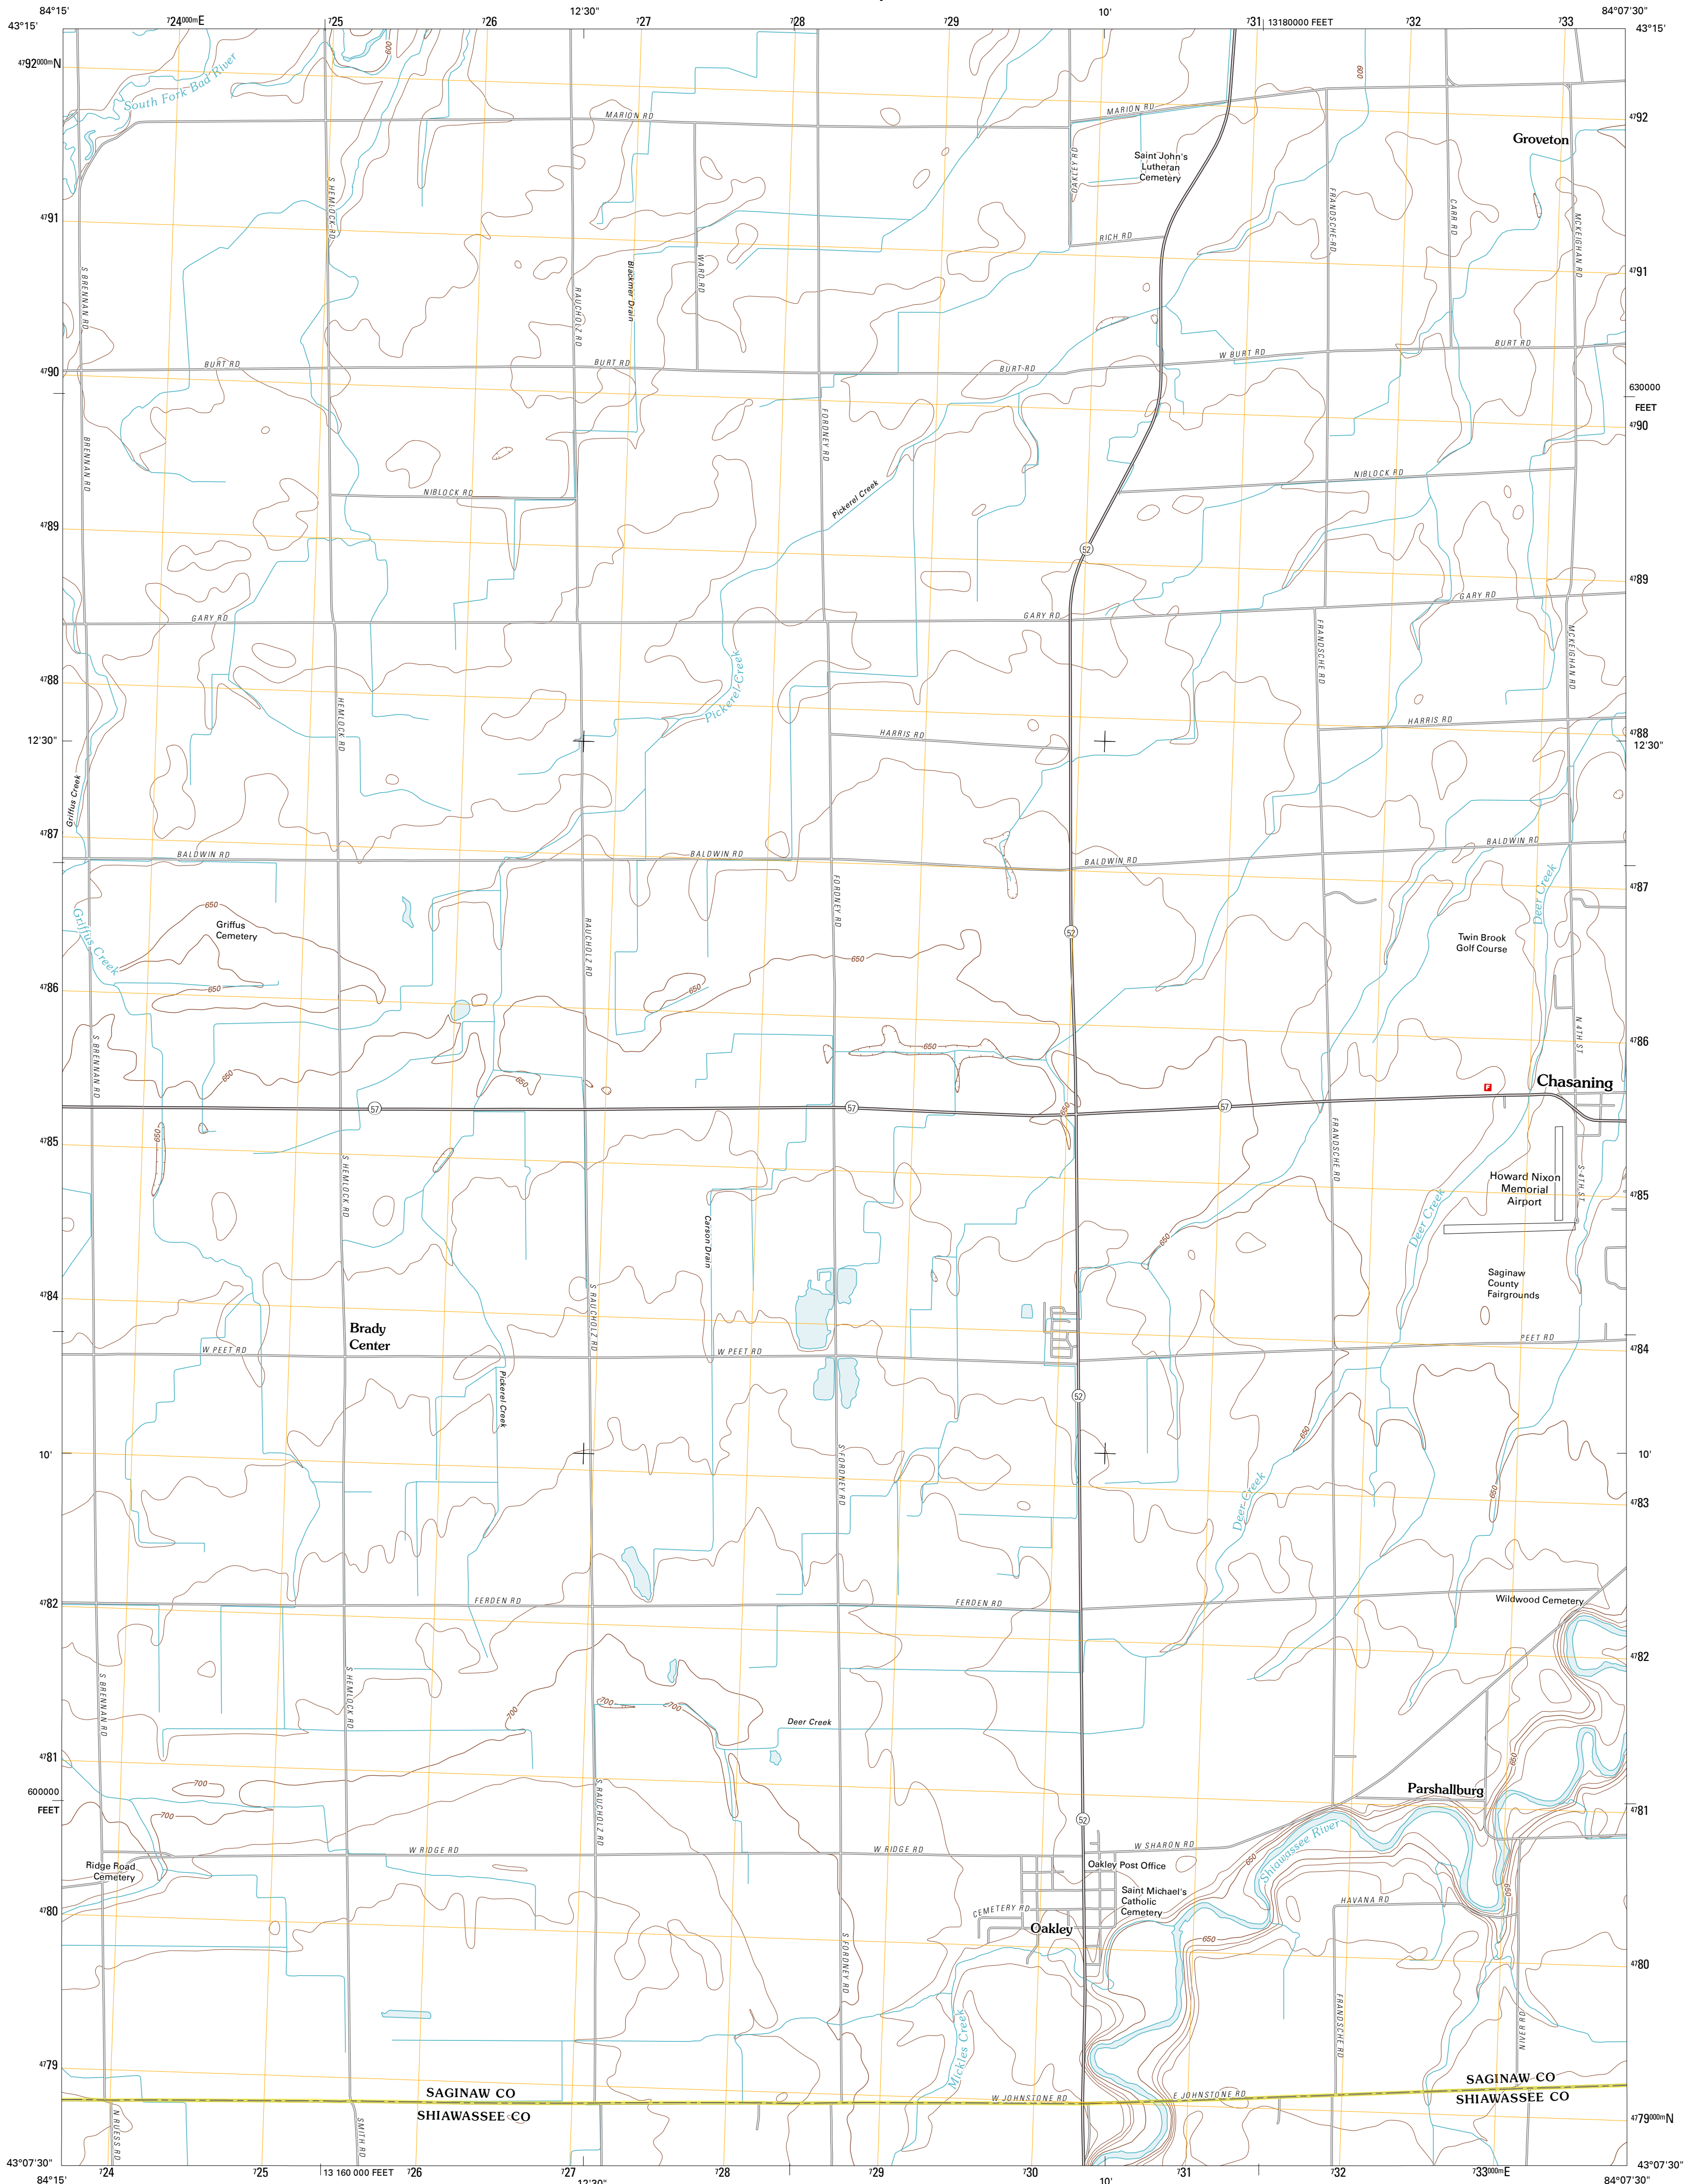 84°15'
⁷24⁰⁰⁰ᵐE
⁷25
⁷26
12'30"
⁷27
⁷28
⁷29
10'
⁷31
13180000 FEET
⁷32
⁷33
84°07'30"
43°15'
43°15'
⁴⁷92⁰⁰⁰ᵐN
South Fork Bad River
600
600
MARION RD
MARION RD
⁴⁷92
Groveton
Saint John's
Lutheran
Cemetery
OAKLEY RD
S HEMLOCK RD
FRANDSCHE RD
CARR RD
MCKEIGHAN RD
⁴⁷91
RICH RD
⁴⁷91
S BRENNAN RD
RAUCHOLZ RD
Blackmer Drain
WARD RD
BURT RD
BURT RD
BURT RD
W BURT RD
BURT RD
⁴⁷90
630000
FEET
⁴⁷90
BRENNAN RD
FORDNEY RD
NIBLOCK RD
NIBLOCK RD
Pickerel Creek
⁴⁷89
52
⁴⁷89
GARY RD
GARY RD
GARY RD
FRANDSCHE RD
MCKEIGHAN RD
⁴⁷88
HEMLOCK RD
Pickerel Creek
HARRIS RD
HARRIS RD
⁴⁷88
12'30"
12'30"
Griffus Creek
⁴⁷87
BALDWIN RD
BALDWIN RD
BALDWIN RD
BALDWIN RD
⁴⁷87
650
Griffus
Cemetery
Griffus Creek
FORDNEY RD
RAUCHOLZ RD
52
Deer Creek
Twin Brook
Golf Course
650
650
650
⁴⁷86
⁴⁷86
S BRENNAN RD
N 4TH ST
650
650
650
F
Chasaning
57
57
57
650
650
⁴⁷85
FRANDSCHE RD
S HEMLOCK RD
Howard Nixon
Memorial
Airport
S 4TH ST
⁴⁷85
Carson Drain
Deer Creek
650
Saginaw
County
Fairgrounds
⁴⁷84
S RAUCHOLZ RD
Brady
Center
W PEET RD
W PEET RD
PEET RD
⁴⁷84
Pickerel Creek
52
650
10'
10'
S FORDNEY RD
Deer Creek
650
⁴⁷83
⁴⁷82
FERDEN RD
FERDEN RD
Wildwood Cemetery
⁴⁷82
S BRENNAN RD
S HEMLOCK RD
700
700
700
Deer Creek
⁴⁷81
650
600000
FEET
700
700
S RAUCHOLZ RD
Parshallburg
⁴⁷81
52
W RIDGE RD
W RIDGE RD
W SHARON RD
Shiawassee River
650
Ridge Road
Cemetery
Oakley Post Office
Saint Michael's
Catholic
Cemetery
650
HAVANA RD
⁴⁷80
CEMETERY RD
Oakley
650
⁴⁷80
S FORDNEY RD
FRANDSCHE RD
NIVER RD
Mickles Creek
⁴⁷79
SAGINAW CO
SHIAWASSEE CO
W JOHNSTONE RD
E JOHNSTONE RD
SAGINAW CO
SHIAWASSEE CO
⁴⁷79⁰⁰⁰ᵐN
N RUESS RD
SMITH RD
43°07'30"
43°07'30"
84°15'
⁷24
⁷25
13 160 000 FEET
⁷26
⁷27
12'30"
⁷28
⁷29
⁷30
10'
⁷31
⁷32
⁷33⁰⁰⁰ᵐE
84°07'30"